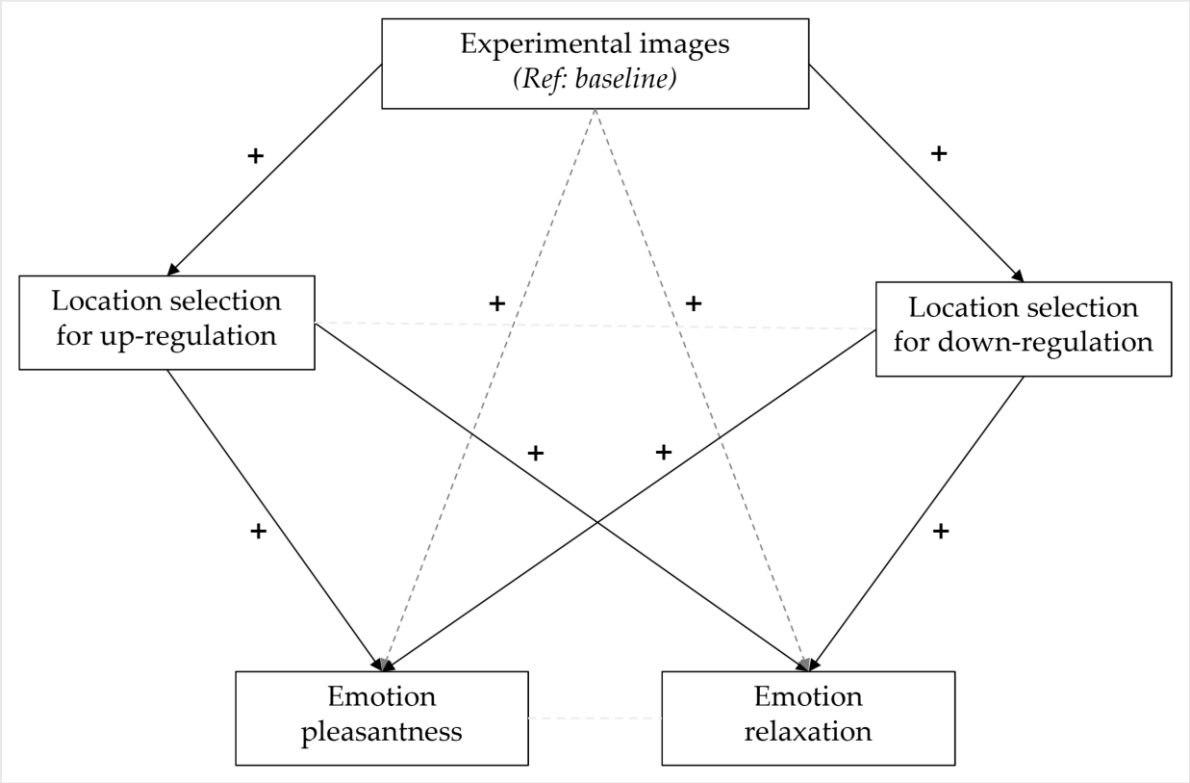 Experimental images
(Ref: baseline)
+
+
Location selection
for up-regulation
+
+
Location selection
for down-regulation
+
+
+
+
Emotion
pleasantness
Emotion
relaxation